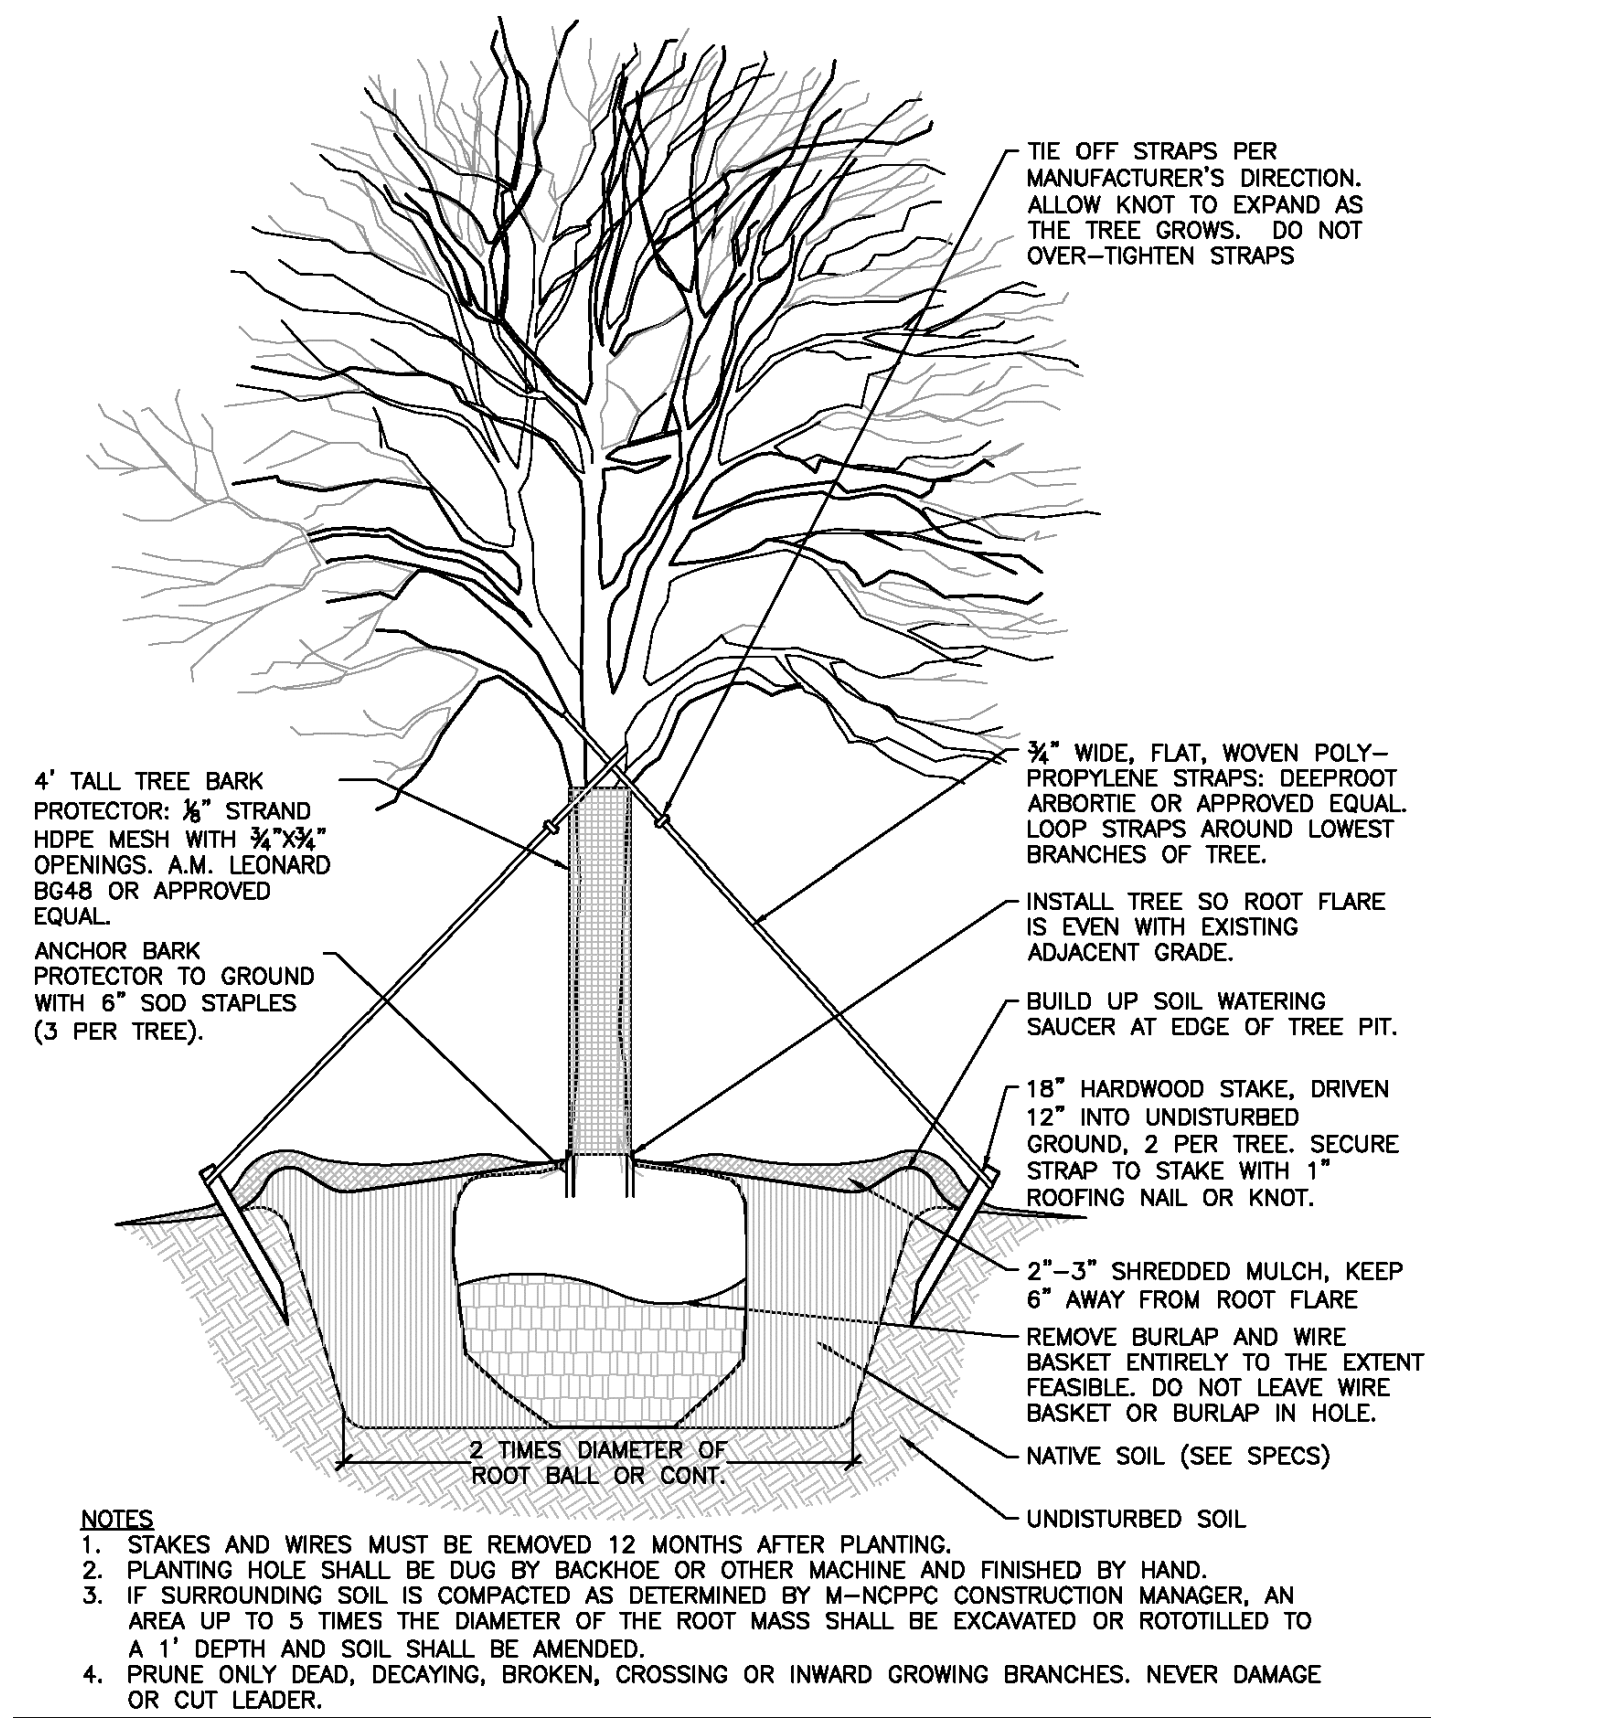 TIE OFF STRAPS PER
MANUFACTURER'S DIRECTION.
ALLOW KNOT TO EXPAND AS
THE TREE GROWS.  DO NOT
OVER-TIGHTEN STRAPS
¾" WIDE, FLAT, WOVEN POLY-
PROPYLENE STRAPS: DEEPROOT
ARBORTIE OR APPROVED EQUAL.
LOOP STRAPS AROUND LOWEST
BRANCHES OF TREE.
4' TALL TREE BARK
PROTECTOR: ⅛" STRAND
HDPE MESH WITH ¾"X¾"
OPENINGS. A.M. LEONARD
BG48 OR APPROVED
EQUAL.
ANCHOR BARK
PROTECTOR TO GROUND
WITH 6" SOD STAPLES
(3 PER TREE).
INSTALL TREE SO ROOT FLARE
IS EVEN WITH EXISTING
ADJACENT GRADE.
BUILD UP SOIL WATERING
SAUCER AT EDGE OF TREE PIT.
18" HARDWOOD STAKE, DRIVEN
12" INTO UNDISTURBED
GROUND, 2 PER TREE. SECURE
STRAP TO STAKE WITH 1"
ROOFING NAIL OR KNOT.
2"-3" SHREDDED MULCH, KEEP
6" AWAY FROM ROOT FLARE
REMOVE BURLAP AND WIRE
BASKET ENTIRELY TO THE EXTENT
FEASIBLE. DO NOT LEAVE WIRE
BASKET OR BURLAP IN HOLE.
NATIVE SOIL (SEE SPECS)
UNDISTURBED SOIL
2 TIMES DIAMETER OF
ROOT BALL OR CONT.
NOTES
1. STAKES AND WIRES MUST BE REMOVED 12 MONTHS AFTER PLANTING.
2. PLANTING HOLE SHALL BE DUG BY BACKHOE OR OTHER MACHINE AND FINISHED BY HAND.
3. IF SURROUNDING SOIL IS COMPACTED AS DETERMINED BY M-NCPPC CONSTRUCTION MANAGER, AN
AREA UP TO 5 TIMES THE DIAMETER OF THE ROOT MASS SHALL BE EXCAVATED OR ROTOTILLED TO
A 1' DEPTH AND SOIL SHALL BE AMENDED.
4. PRUNE ONLY DEAD, DECAYING, BROKEN, CROSSING OR INWARD GROWING BRANCHES. NEVER DAMAGE
OR CUT LEADER.